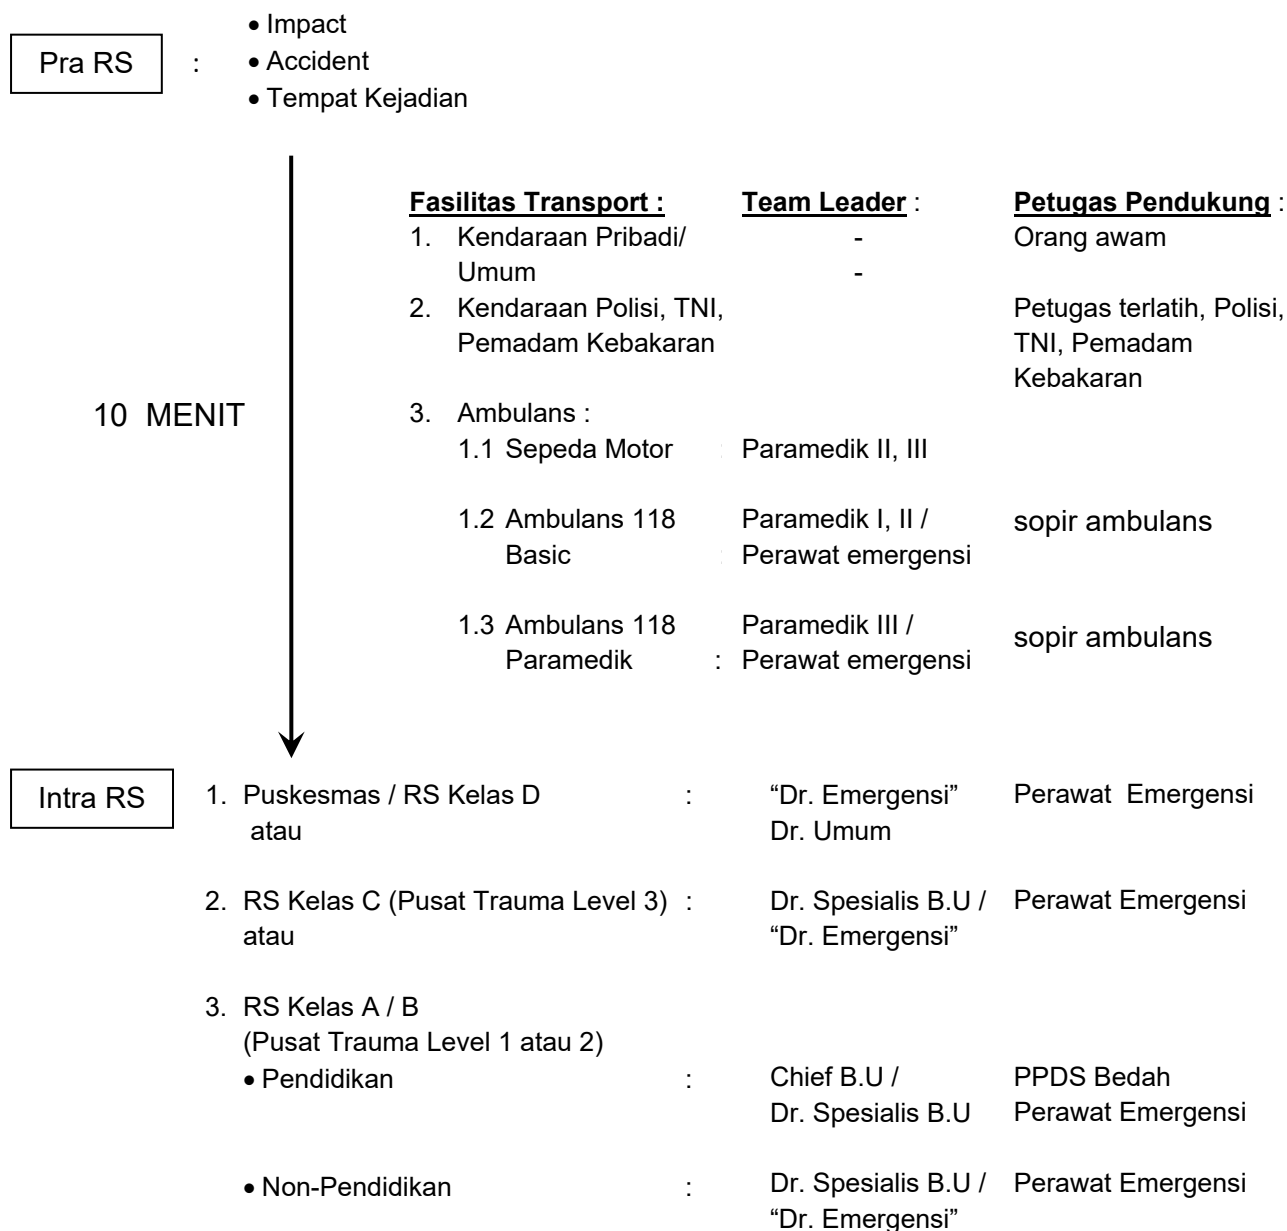 • Impact
Pra RS : • Accident
• Tempat Kejadian
Fasilitas Transport : Team Leader : Petugas Pendukung :
1. Kendaraan Pribadi/ - Orang awam
Umum -
2. Kendaraan Polisi, TNI, Petugas terlatih, Polisi,
Pemadam Kebakaran TNI, Pemadam
Kebakaran
10 MENIT 3. Ambulans :
1.1 Sepeda Motor : Paramedik II, III
1.2 Ambulans 118 Paramedik I, II / sopir ambulans
Basic : Perawat emergensi
1.3 Ambulans 118 Paramedik III / sopir ambulans
Paramedik : Perawat emergensi
Intra RS 1. Puskesmas / RS Kelas D : “Dr. Emergensi” Perawat Emergensi
atau Dr. Umum
2. RS Kelas C (Pusat Trauma Level 3) : Dr. Spesialis B.U / Perawat Emergensi
atau “Dr. Emergensi”
3. RS Kelas A / B
(Pusat Trauma Level 1 atau 2)
• Pendidikan : Chief B.U / PPDS Bedah
Dr. Spesialis B.U Perawat Emergensi
• Non-Pendidikan : Dr. Spesialis B.U / Perawat Emergensi
“Dr. Emergensi”